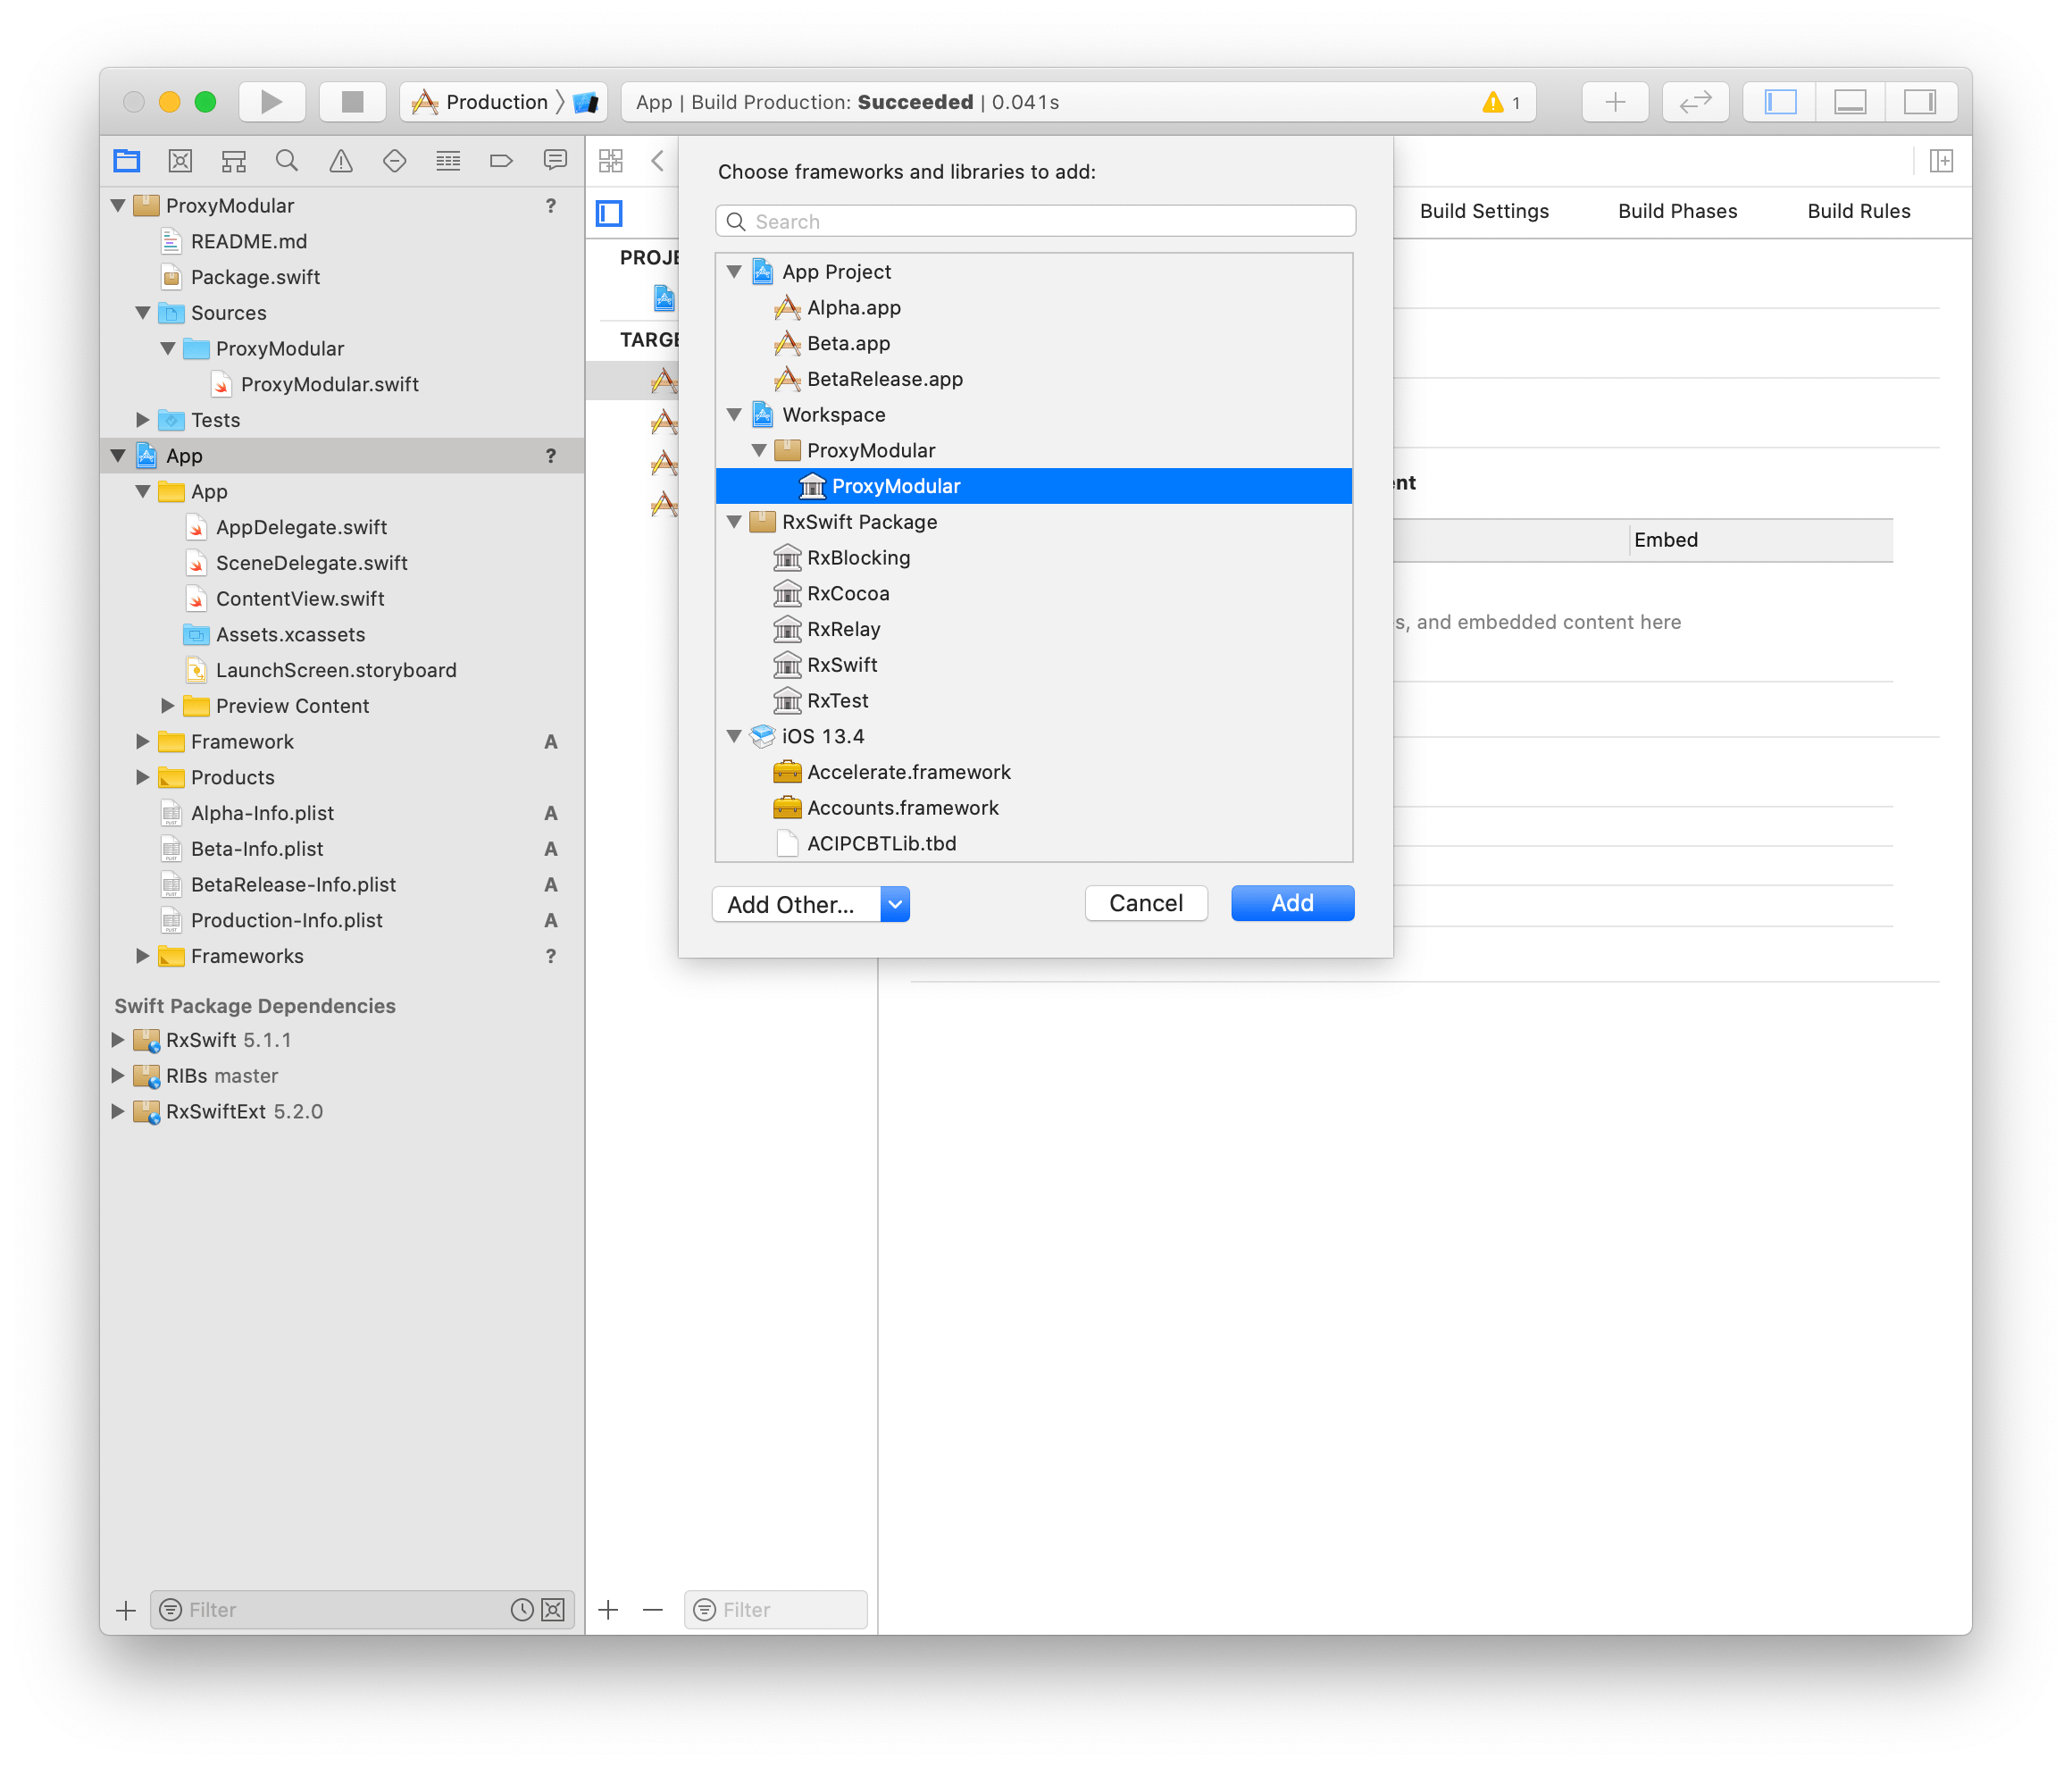 Production
App | Build Production: Succeeded | 0.041s
1
ProxyModular ?
README.md
Package.swift
Sources
ProxyModular
ProxyModular.swift
Tests
App ?
App
AppDelegate.swift
SceneDelegate.swift
ContentView.swift
Assets.xcassets
LaunchScreen.storyboard
Preview Content
Framework A
Products
Alpha-Info.plist A
Beta-Info.plist A
BetaRelease-Info.plist A
Production-Info.plist A
Frameworks ?
Swift Package Dependencies
RxSwift 5.1.1
RIBs master
RxSwiftExt 5.2.0
Filter
PROJE
TARGE
Filter
Choose frameworks and libraries to add:
Search
App Project
Alpha.app
Beta.app
BetaRelease.app
Workspace
ProxyModular
ProxyModular
RxSwift Package
RxBlocking
RxCocoa
RxRelay
RxSwift
RxTest
iOS 13.4
Accelerate.framework
Accounts.framework
ACIPCBTLib.tbd
Add Other...
Cancel
Add
Build Settings
Build Phases
Build Rules
nt
Embed
s, and embedded content here